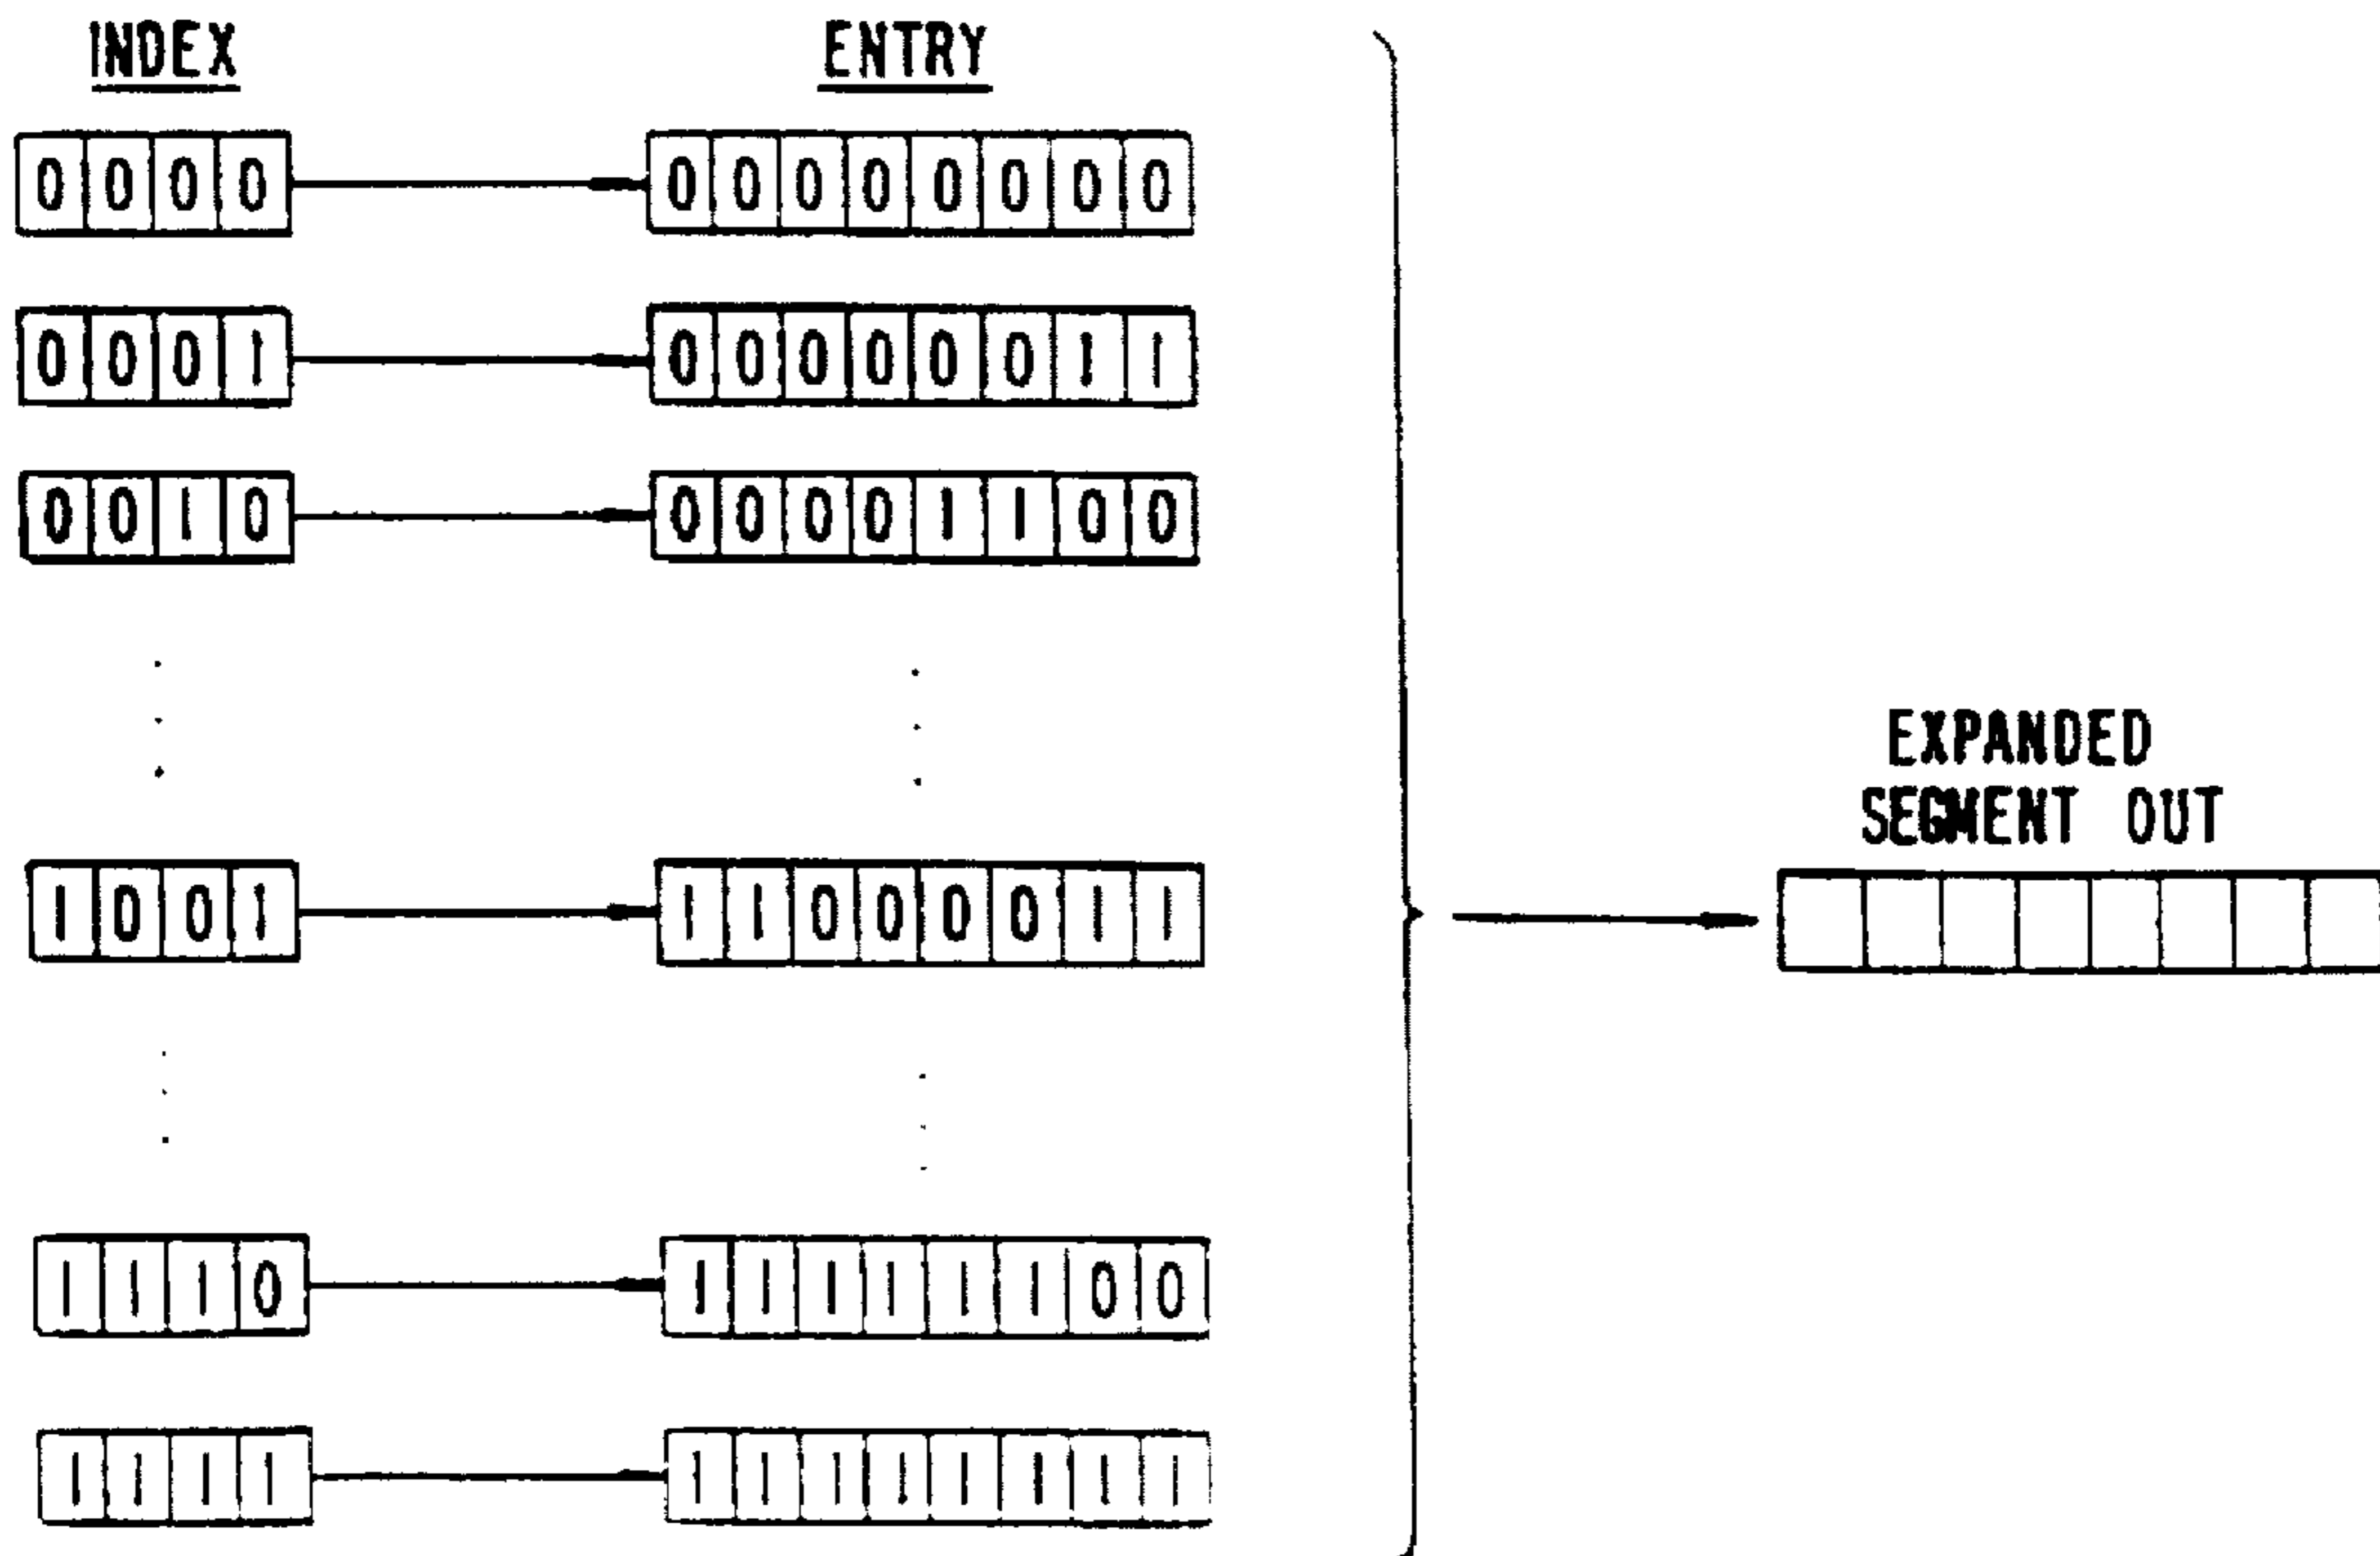 INDEX ENTRY
0000 00000000
0001 00000011
0010 00001100
EXPANDED
SEGMENT OUT
1001 11000011
1110 11111100
1111 11111111